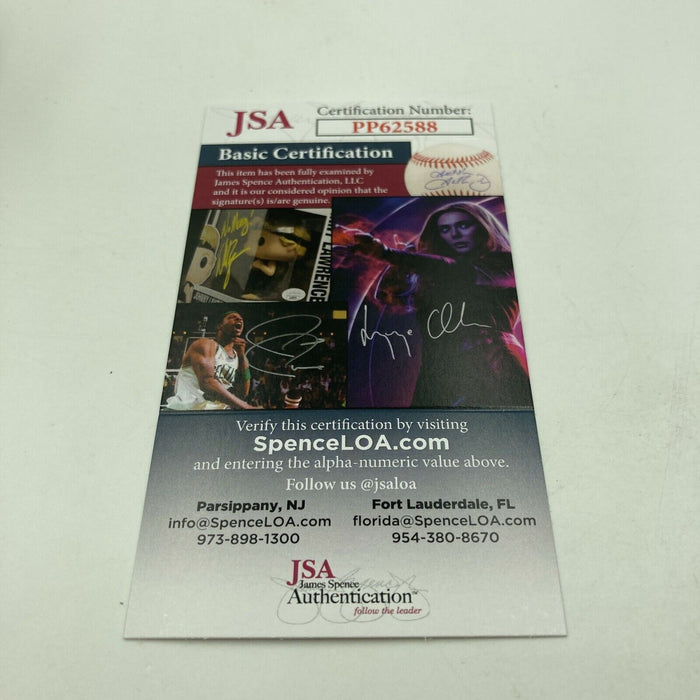 JSA
Certification Number:
PP62588
Basic Certification
This item has been fully examined by
James Spence Authentication, LLC
and it is our considered opinion that the
signature(s) is/are genuine.
LAWRENCE
Verify this certification by visiting
SpenceLOA.com
and entering the alpha-numeric value above.
Follow us @jsaloa
Parsippany, NJ
info@SpenceLOA.com
973-898-1300
Fort Lauderdale, FL
florida@SpenceLOA.com
954-380-8670
JSA
James Spence
Authentication™
follow the leader